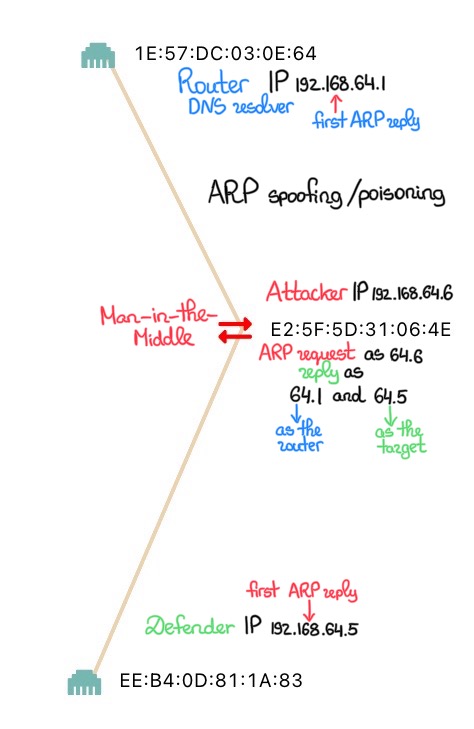 1E:57:DC:03:0E:64
Router IP 192.168.64.1
DNS resolver
first ARP reply
ARP spoofing/poisoning
Attacker IP 192.168.64.6
Man-in-the-
Middle
E2:5F:5D:31:06:4E
ARP request as 64.6
reply as
64.1 and 64.5
as the
router
as the
target
first ARP reply
Defender IP 192.168.64.5
EE:B4:0D:81:1A:83